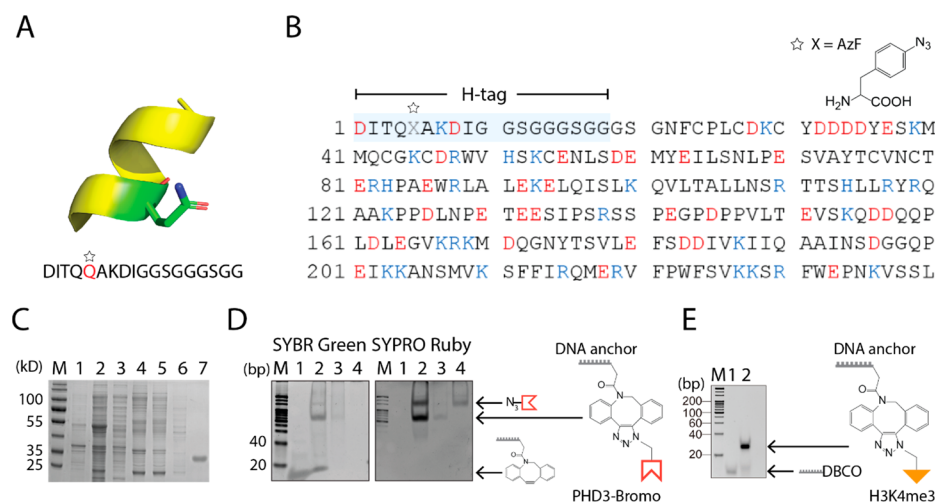 A
DITQQAKDIGGSGGGSGG
B
X = AzF
N3
H2N
COOH
H-tag
1 DITQXAKDIG GSGGGSGGGS GNFCPLCDKC YDDDDYESKM
41 MQCGKCDRWV HSKCENLSDE MYEILSNLPE SVAYTCVNCT
81 ERHPAEWRLA LEKELQISLK QVLTALLNSR TTSHLLRYRQ
121 AAKPPDLNPE TEESIPSRSS PEGPDPPVLT EVSKQDDQQP
161 LDLEGVKRKM DQGNYTSVLE FSDDIVKIIQ AAINSDGGQP
201 EIKKANSMVK SFFIRQMERV FPWFSVKKSR FWEPNKVSSL
C
(kD) M 1 2 3 4 5 6 7
100
55
35
25
D
SYBR Green SYPRO Ruby
(bp) M 1 2 3 4 M 1 2 3 4
40
20
N3
DNA anchor
O
N
N N N
PHD3-Bromo
O
N
E
M 1 2
(bp)
200
100
60
40
20
DBCO
DNA anchor
O
N
N N N
H3K4me3